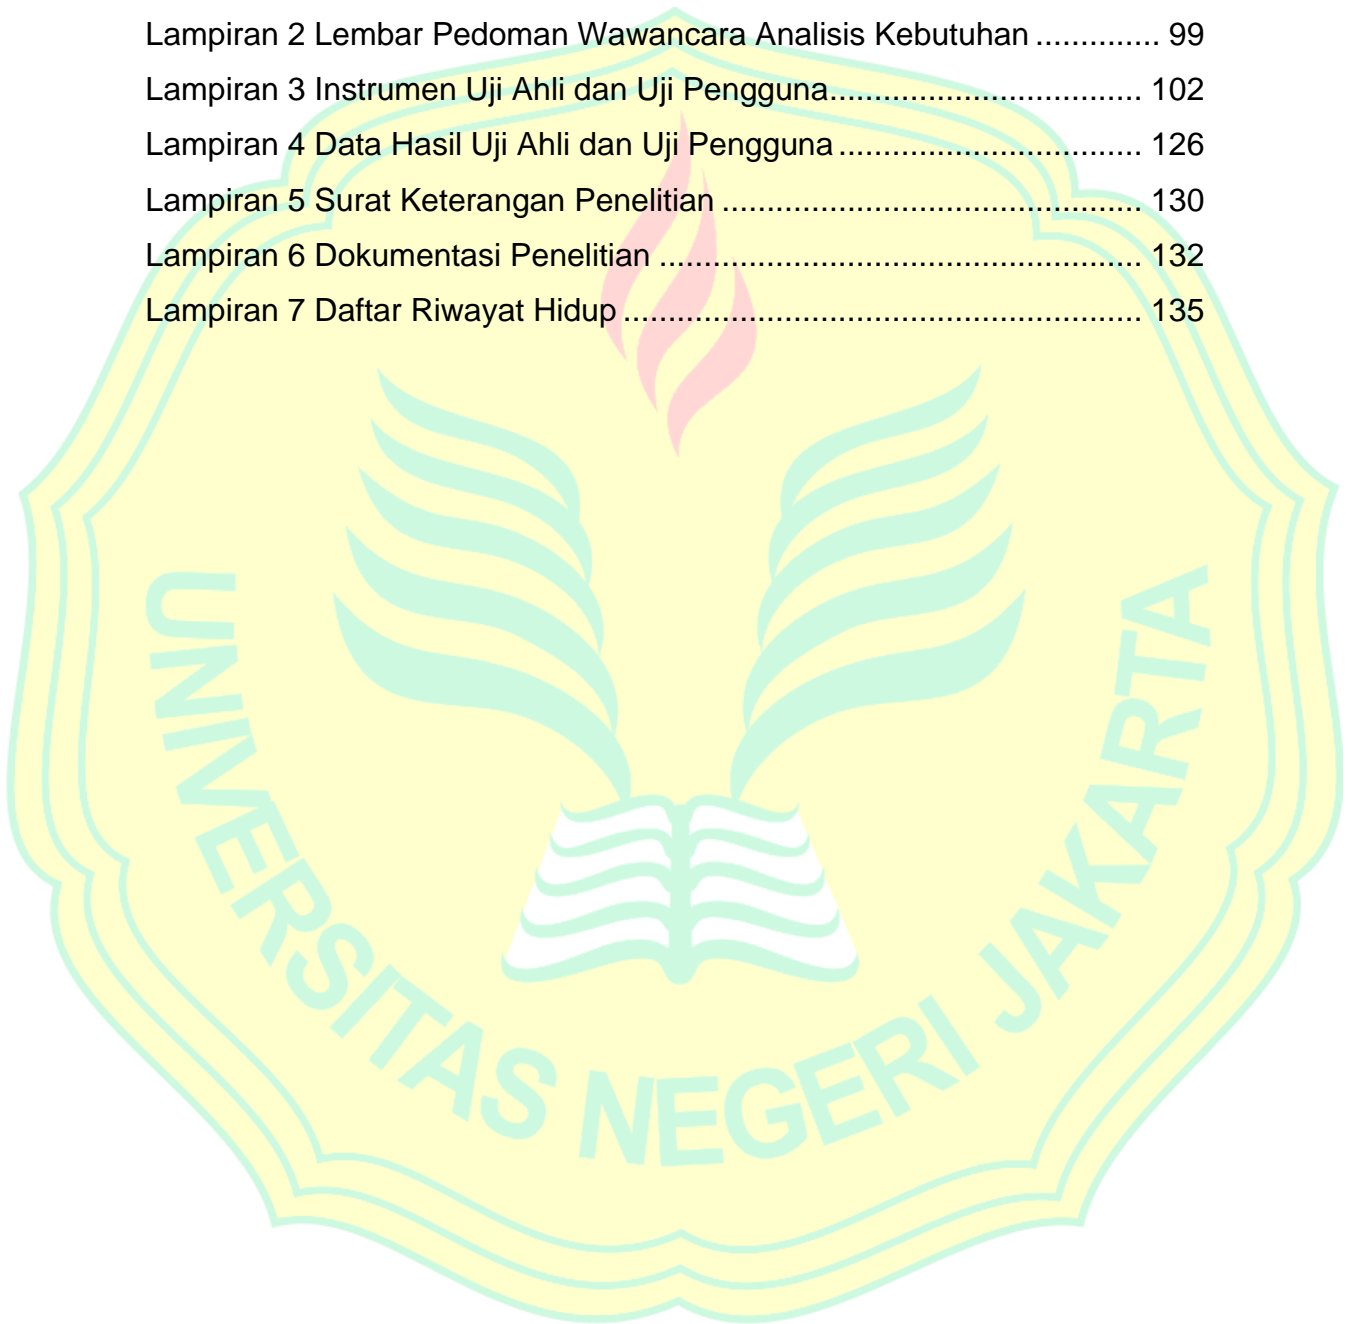 Lampiran 2 Lembar Pedoman Wawancara Analisis Kebutuhan .............. 99
Lampiran 3 Instrumen Uji Ahli dan Uji Pengguna................................... 102
Lampiran 4 Data Hasil Uji Ahli dan Uji Pengguna .................................. 126
Lampiran 5 Surat Keterangan Penelitian ............................................... 130
Lampiran 6 Dokumentasi Penelitian ...................................................... 132
Lampiran 7 Daftar Riwayat Hidup .......................................................... 135
UNIVERSITAS NEGERI JAKARTA